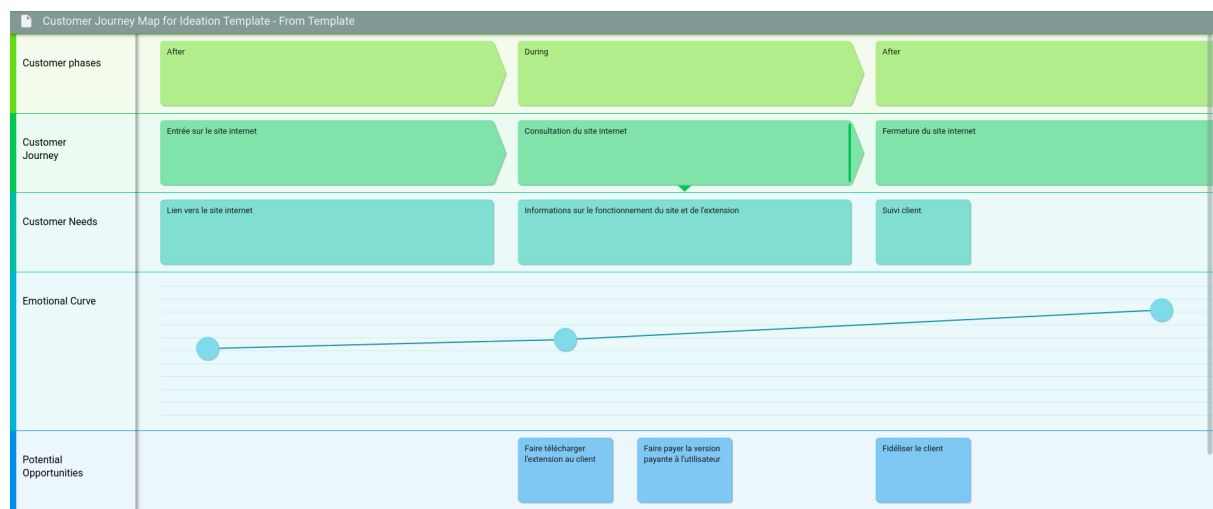 Customer Journey Map for Ideation Template - From Template
Customer phases
After
During
After
Customer
Journey
Entrée sur le site internet
Consultation du site internet
Fermeture du site internet
Customer Needs
Lien vers le site internet
Informations sur le fonctionnement du site et de l'extension
Suivi client
Emotional Curve
Potential
Opportunities
Faire télécharger
l'extension au client
Faire payer la version
payante à l'utilisateur
Fidéliser le client